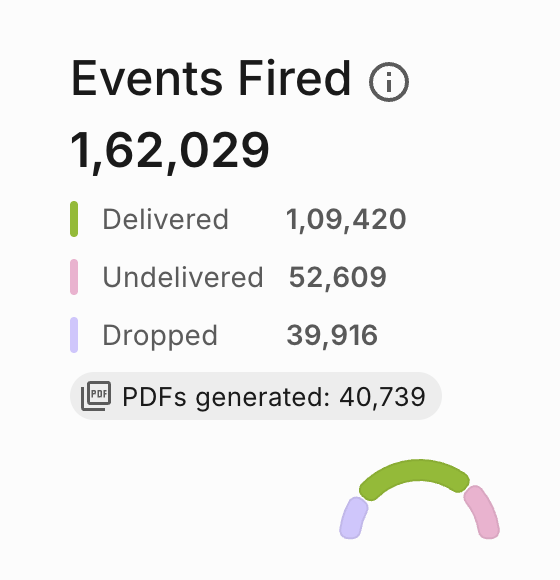 Events Fired
1,62,029
Delivered 1,09,420
Undelivered 52,609
Dropped 39,916
PDF PDFs generated: 40,739